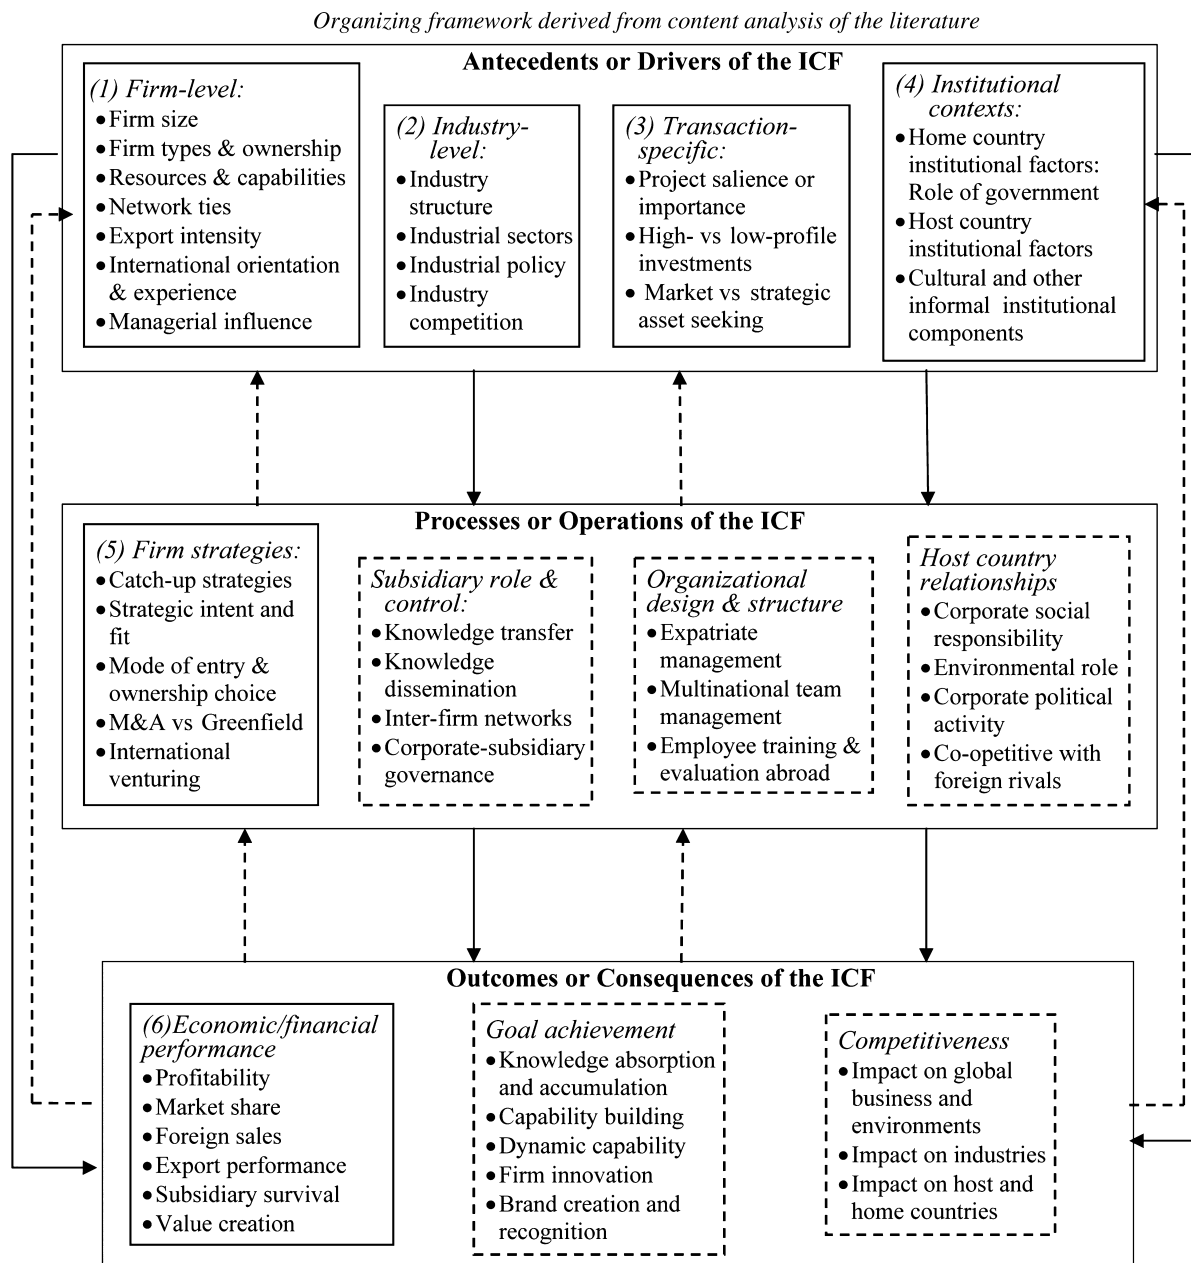 Organizing framework derived from content analysis of the literature
Antecedents or Drivers of the ICF
(1) Firm-level:
•Firm size
•Firm types & ownership
•Resources & capabilities
•Network ties
•Export intensity
•International orientation
& experience
•Managerial influence
(2) Industry-
level:
•Industry
structure
•Industrial sectors
•Industrial policy
•Industry
competition
(3) Transaction-
specific:
•Project salience or
importance
•High- vs low-profile
investments
• Market vs strategic
asset seeking
(4) Institutional
contexts:
•Home country
institutional factors:
Role of government
•Host country
institutional factors
•Cultural and other
informal institutional
components
Processes or Operations of the ICF
(5) Firm strategies:
•Catch-up strategies
•Strategic intent and
fit
•Mode of entry &
ownership choice
•M&A vs Greenfield
•International
venturing
Subsidiary role &
control:
•Knowledge transfer
•Knowledge
dissemination
•Inter-firm networks
•Corporate-subsidiary
governance
Organizational
design & structure
•Expatriate
management
•Multinational team
management
•Employee training &
evaluation abroad
Host country
relationships
•Corporate social
responsibility
•Environmental role
•Corporate political
activity
•Co-opetitive with
foreign rivals
Outcomes or Consequences of the ICF
(6)Economic/financial
performance
•Profitability
•Market share
•Foreign sales
•Export performance
•Subsidiary survival
•Value creation
Goal achievement
•Knowledge absorption
and accumulation
•Capability building
•Dynamic capability
•Firm innovation
•Brand creation and
recognition
Competitiveness
•Impact on global
business and
environments
•Impact on industries
•Impact on host and
home countries